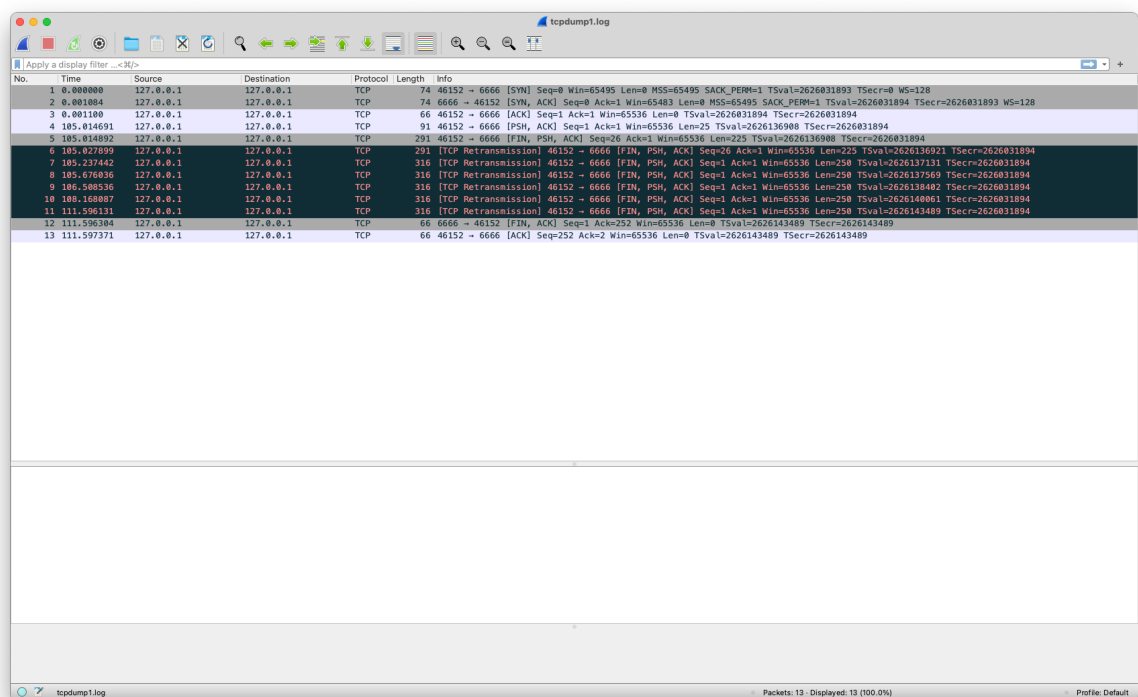 tcpdump1.log
Apply a display filter ...<⌘/>
+
No. Time Source Destination Protocol Length Info
1 0.000000 127.0.0.1 127.0.0.1 TCP 74 46152 → 6666 [SYN] Seq=0 Win=65495 Len=0 MSS=65495 SACK_PERM=1 TSval=2626031893 TSecr=0 WS=128
2 0.001084 127.0.0.1 127.0.0.1 TCP 74 6666 → 46152 [SYN, ACK] Seq=0 Ack=1 Win=65483 Len=0 MSS=65495 SACK_PERM=1 TSval=2626031894 TSecr=2626031893 WS=128
3 0.001100 127.0.0.1 127.0.0.1 TCP 66 46152 → 6666 [ACK] Seq=1 Ack=1 Win=65536 Len=0 TSval=2626031894 TSecr=2626031894
4 105.014691 127.0.0.1 127.0.0.1 TCP 91 46152 → 6666 [PSH, ACK] Seq=1 Ack=1 Win=65536 Len=25 TSval=2626136908 TSecr=2626031894
5 105.014892 127.0.0.1 127.0.0.1 TCP 291 46152 → 6666 [FIN, PSH, ACK] Seq=26 Ack=1 Win=65536 Len=225 TSval=2626136908 TSecr=2626031894
6 105.027899 127.0.0.1 127.0.0.1 TCP 291 [TCP Retransmission] 46152 → 6666 [FIN, PSH, ACK] Seq=26 Ack=1 Win=65536 Len=225 TSval=2626136921 TSecr=2626031894
7 105.237442 127.0.0.1 127.0.0.1 TCP 316 [TCP Retransmission] 46152 → 6666 [FIN, PSH, ACK] Seq=1 Ack=1 Win=65536 Len=250 TSval=2626137131 TSecr=2626031894
8 105.676036 127.0.0.1 127.0.0.1 TCP 316 [TCP Retransmission] 46152 → 6666 [FIN, PSH, ACK] Seq=1 Ack=1 Win=65536 Len=250 TSval=2626137569 TSecr=2626031894
9 106.508536 127.0.0.1 127.0.0.1 TCP 316 [TCP Retransmission] 46152 → 6666 [FIN, PSH, ACK] Seq=1 Ack=1 Win=65536 Len=250 TSval=2626138402 TSecr=2626031894
10 108.168087 127.0.0.1 127.0.0.1 TCP 316 [TCP Retransmission] 46152 → 6666 [FIN, PSH, ACK] Seq=1 Ack=1 Win=65536 Len=250 TSval=2626140061 TSecr=2626031894
11 111.596131 127.0.0.1 127.0.0.1 TCP 316 [TCP Retransmission] 46152 → 6666 [FIN, PSH, ACK] Seq=1 Ack=1 Win=65536 Len=250 TSval=2626143489 TSecr=2626031894
12 111.596304 127.0.0.1 127.0.0.1 TCP 66 6666 → 46152 [FIN, ACK] Seq=1 Ack=252 Win=65536 Len=0 TSval=2626143489 TSecr=2626143489
13 111.597371 127.0.0.1 127.0.0.1 TCP 66 46152 → 6666 [ACK] Seq=252 Ack=2 Win=65536 Len=0 TSval=2626143489 TSecr=2626143489
tcpdump1.log Packets: 13 · Displayed: 13 (100.0%) Profile: Default